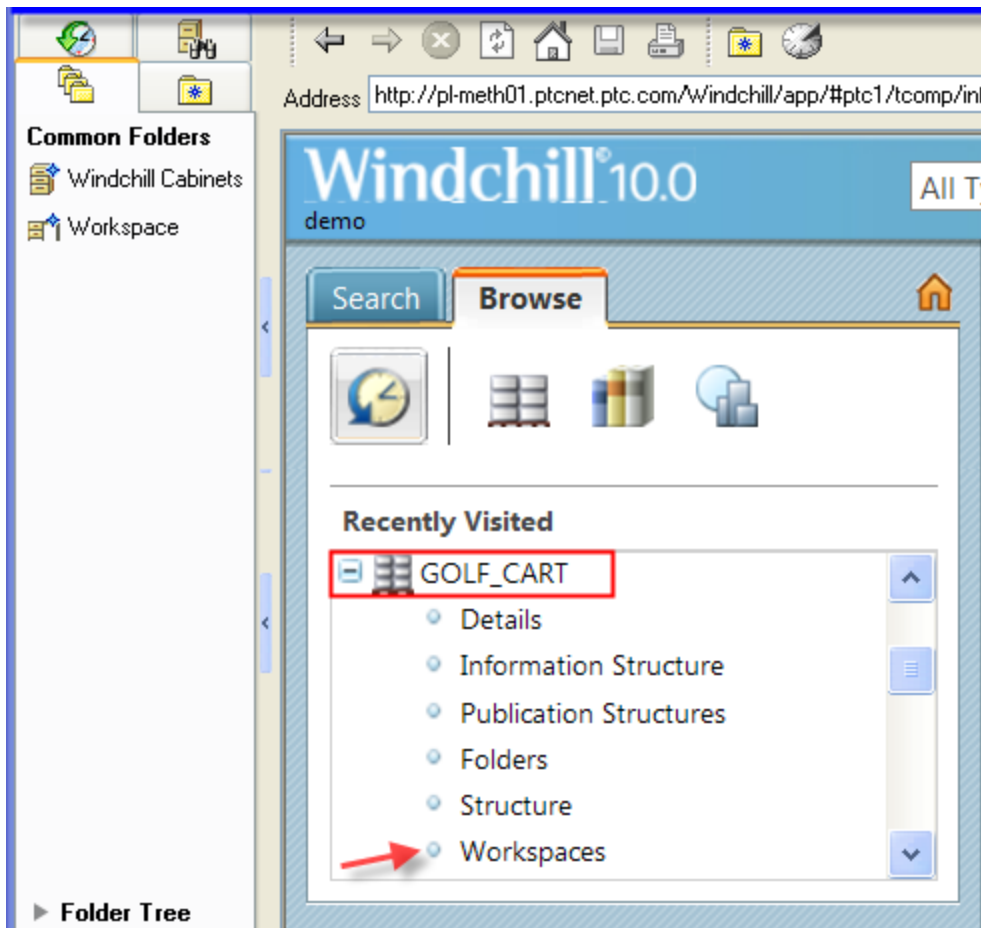 Address http://pl-meth01.ptcnet.ptc.com/Windchill/app/#ptc1/tcomp/in
Common Folders
Windchill Cabinets
Workspace
Folder Tree
Windchill® 10.0
All T
demo
Search Browse
Recently Visited
GOLF_CART
Details
Information Structure
Publication Structures
Folders
Structure
Workspaces